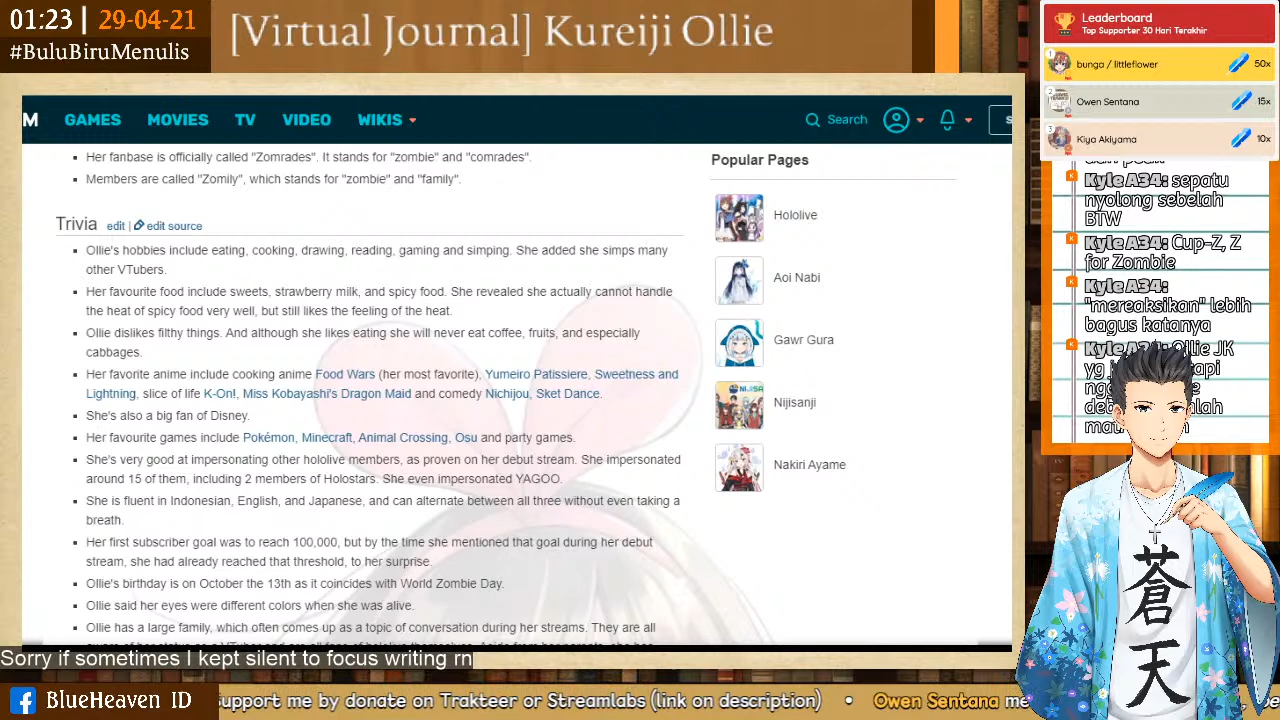 01:23 | 29-04-21
#BuluBiruMenulis
[Virtual Journal] Kureiji Ollie
M GAMES MOVIES TV VIDEO WIKIS Search
Her fanbase is officially called "Zomrades". It stands for "zombie" and "comrades".
Members are called "Zomily", which stands for "zombie" and "family".
Trivia edit | edit source
Ollie's hobbies include eating, cooking, drawing, reading, gaming and simping. She added she simps many
other VTubers.
Her favourite food include sweets, strawberry milk, and spicy food. She revealed she actually cannot handle
the heat of spicy food very well, but still likes the feeling of the heat.
Ollie dislikes filthy things. And although she likes eating she will never eat coffee, fruits, and especially
cabbages.
Her favorite anime include cooking anime Food Wars (her most favorite), Yumeiro Patissiere, Sweetness and
Lightning, slice of life K-On!, Miss Kobayashi's Dragon Maid and comedy Nichijou, Sket Dance.
She's also a big fan of Disney.
Her favourite games include Pokémon, Minecraft, Animal Crossing, Osu and party games.
She's very good at impersonating other hololive members, as proven on her debut stream. She impersonated
around 15 of them, including 2 members of Holostars. She even impersonated YAGOO.
She is fluent in Indonesian, English, and Japanese, and can alternate between all three without even taking a
breath.
Her first subscriber goal was to reach 100,000, but by the time she mentioned that goal during her debut
stream, she had already reached that threshold, to her surprise.
Ollie's birthday is on October the 13th as it coincides with World Zombie Day.
Ollie said her eyes were different colors when she was alive.
Ollie has a large family, which often comes up as a topic of conversation during her streams. They are all
Popular Pages
Hololive
Aoi Nabi
Gawr Gura
Nijisanji
Nakiri Ayame
Leaderboard
Top Supporter 30 Hari Terakhir
1 bunga / littleflower 50x
2 Owen Sentana 15x
3 Kiya Akiyama 10x
Kyle A34: sepatu
nyolong sebelah
BTW
Kyle A34: Cup-Z, Z
for Zombie
Kyle A34:
"mereaksikan" lebih
bagus katanya
Ollie JK
蒼天
Sorry if sometimes I kept silent to focus writing rn
BlueHeaven ID
support me by donate on Trakteer or Streamlabs (link on description) • Owen Sentana me